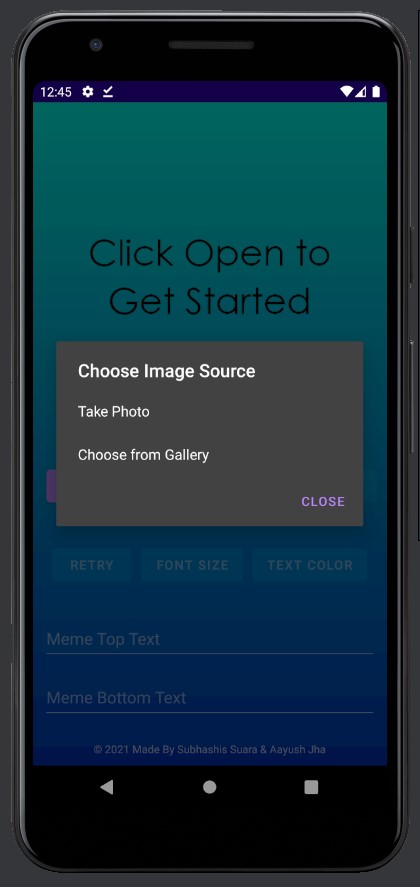 12:45
Click Open to
Get Started
Choose Image Source
Take Photo
Choose from Gallery
CLOSE
RETRY
FONT SIZE
TEXT COLOR
Meme Top Text
Meme Bottom Text
© 2021 Made By Subhashis Suara & Aayush Jha